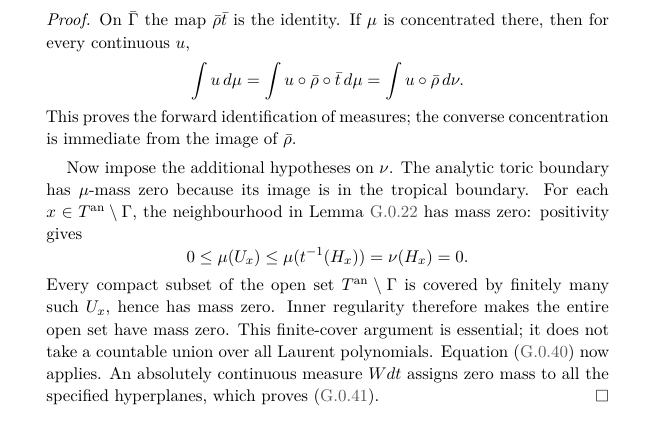 Proof. On Γ̄ the map ρ̄t̄ is the identity. If μ is concentrated there, then for
every continuous u,
∫ u dμ = ∫ u ∘ ρ̄ ∘ t̄ dμ = ∫ u ∘ ρ̄ dν.
This proves the forward identification of measures; the converse concentration
is immediate from the image of ρ̄.
Now impose the additional hypotheses on ν. The analytic toric boundary
has μ-mass zero because its image is in the tropical boundary. For each
x ∈ Tᵃⁿ \ Γ, the neighbourhood in Lemma G.0.22 has mass zero: positivity
gives
0 ≤ μ(Uₓ) ≤ μ(t⁻¹(Hₓ)) = ν(Hₓ) = 0.
Every compact subset of the open set Tᵃⁿ \ Γ is covered by finitely many
such Uₓ, hence has mass zero. Inner regularity therefore makes the entire
open set have mass zero. This finite-cover argument is essential; it does not
take a countable union over all Laurent polynomials. Equation (G.0.40) now
applies. An absolutely continuous measure W dt assigns zero mass to all the
specified hyperplanes, which proves (G.0.41). □